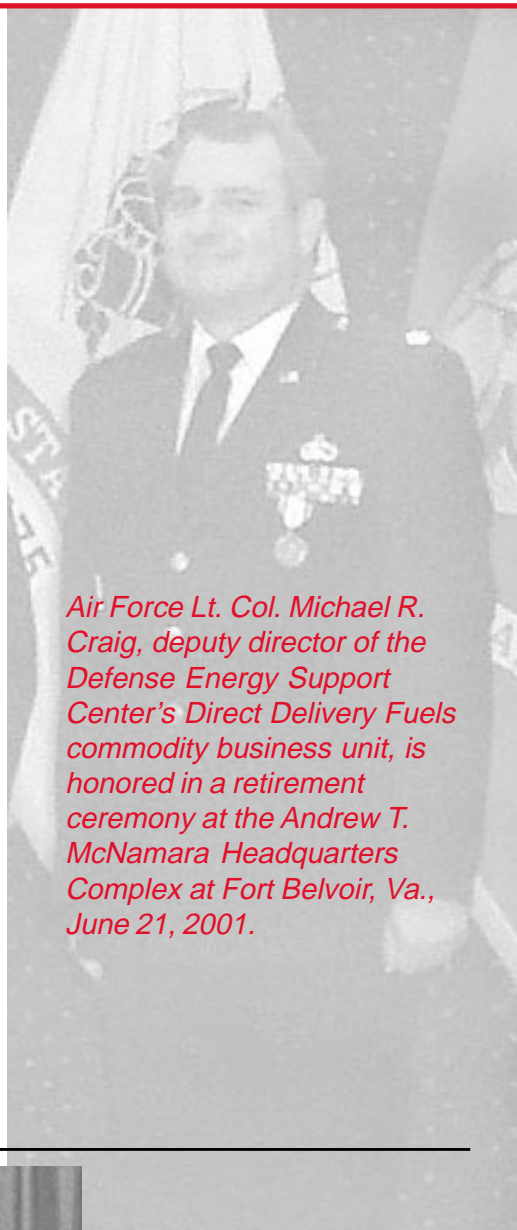 STA
Air Force Lt. Col. Michael R.
Craig, deputy director of the
Defense Energy Support
Center's Direct Delivery Fuels
commodity business unit, is
honored in a retirement
ceremony at the Andrew T.
McNamara Headquarters
Complex at Fort Belvoir, Va.,
June 21, 2001.